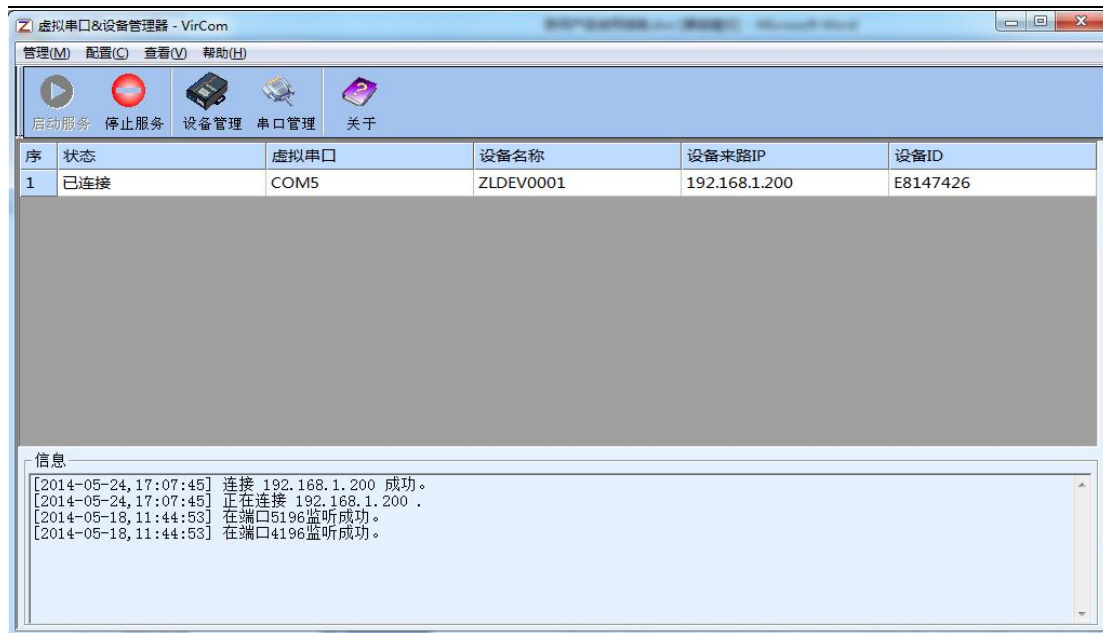 虚拟串口&设备管理器 - VirCom
管理(M) 配置(C) 查看(V) 帮助(H)
启动服务 停止服务 设备管理 串口管理 关于
序 状态 虚拟串口 设备名称 设备来路IP 设备ID
1 已连接 COM5 ZLDEV0001 192.168.1.200 E8147426
信息
[2014-05-24,17:07:45] 连接 192.168.1.200 成功。
[2014-05-24,17:07:45] 正在连接 192.168.1.200 .
[2014-05-18,11:44:53] 在端口5196监听成功。
[2014-05-18,11:44:53] 在端口4196监听成功。